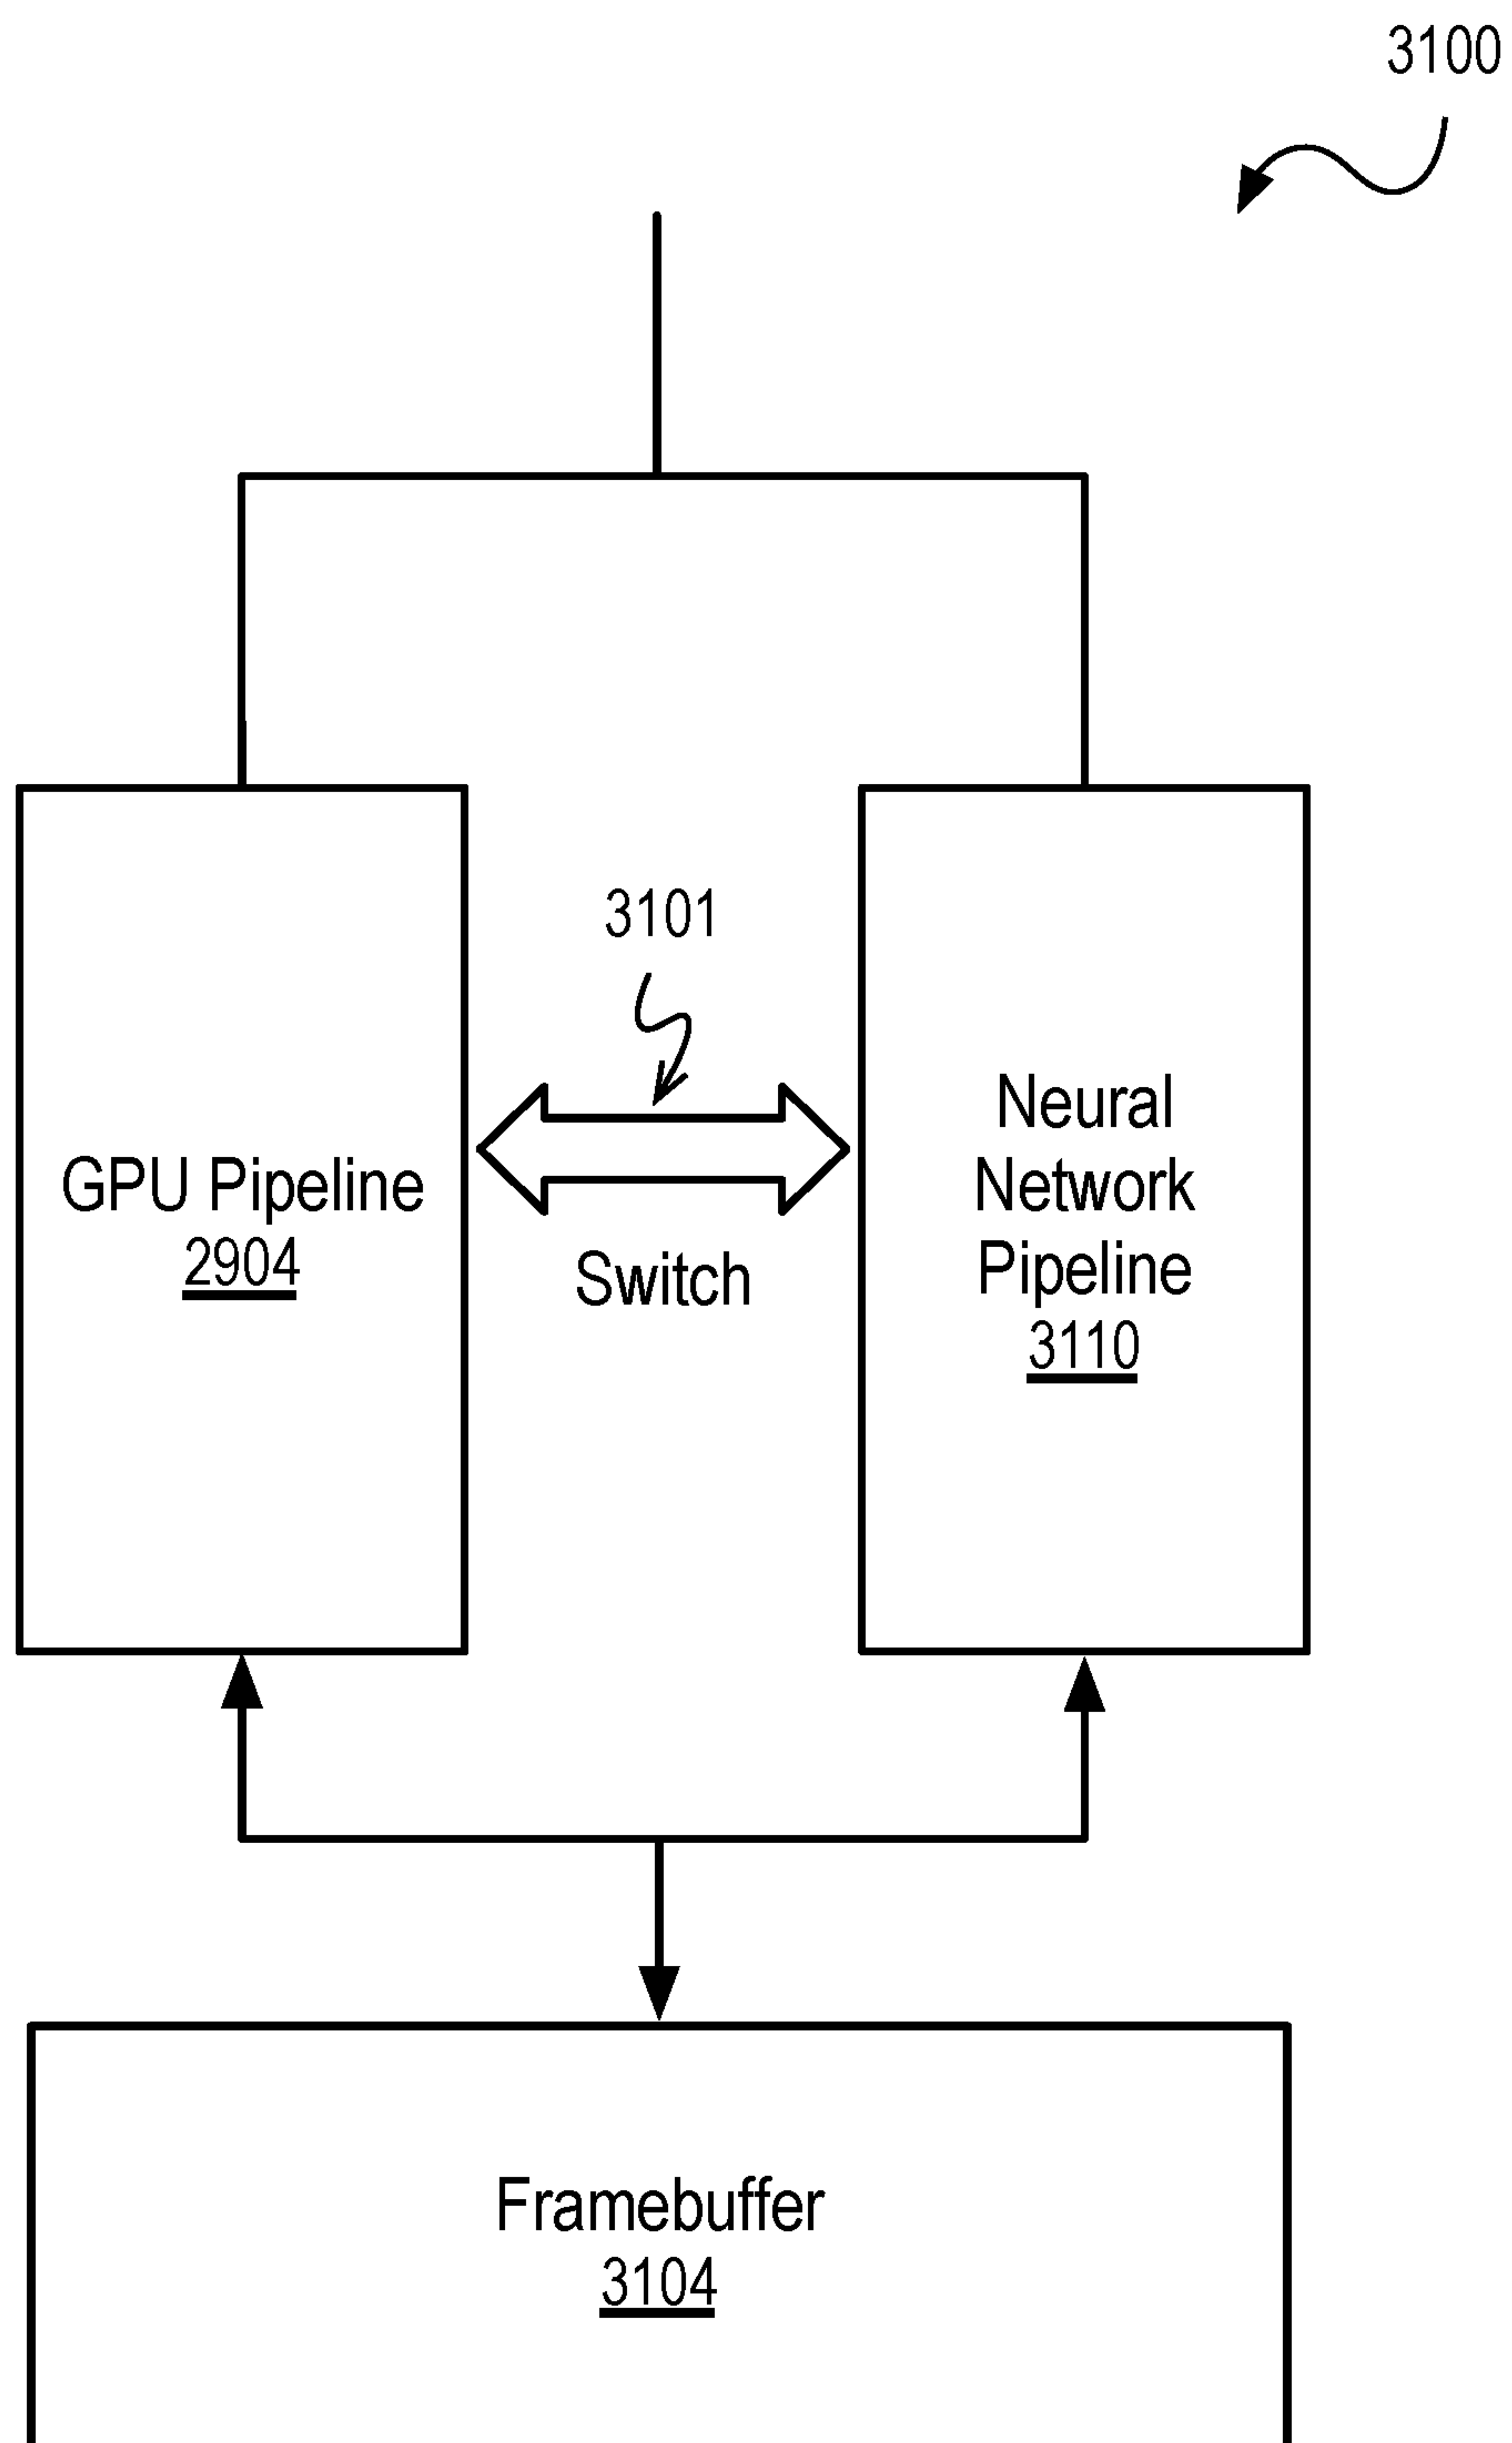 3100
3101
GPU Pipeline
2904
Switch
Neural
Network
Pipeline
3110
Framebuffer
3104